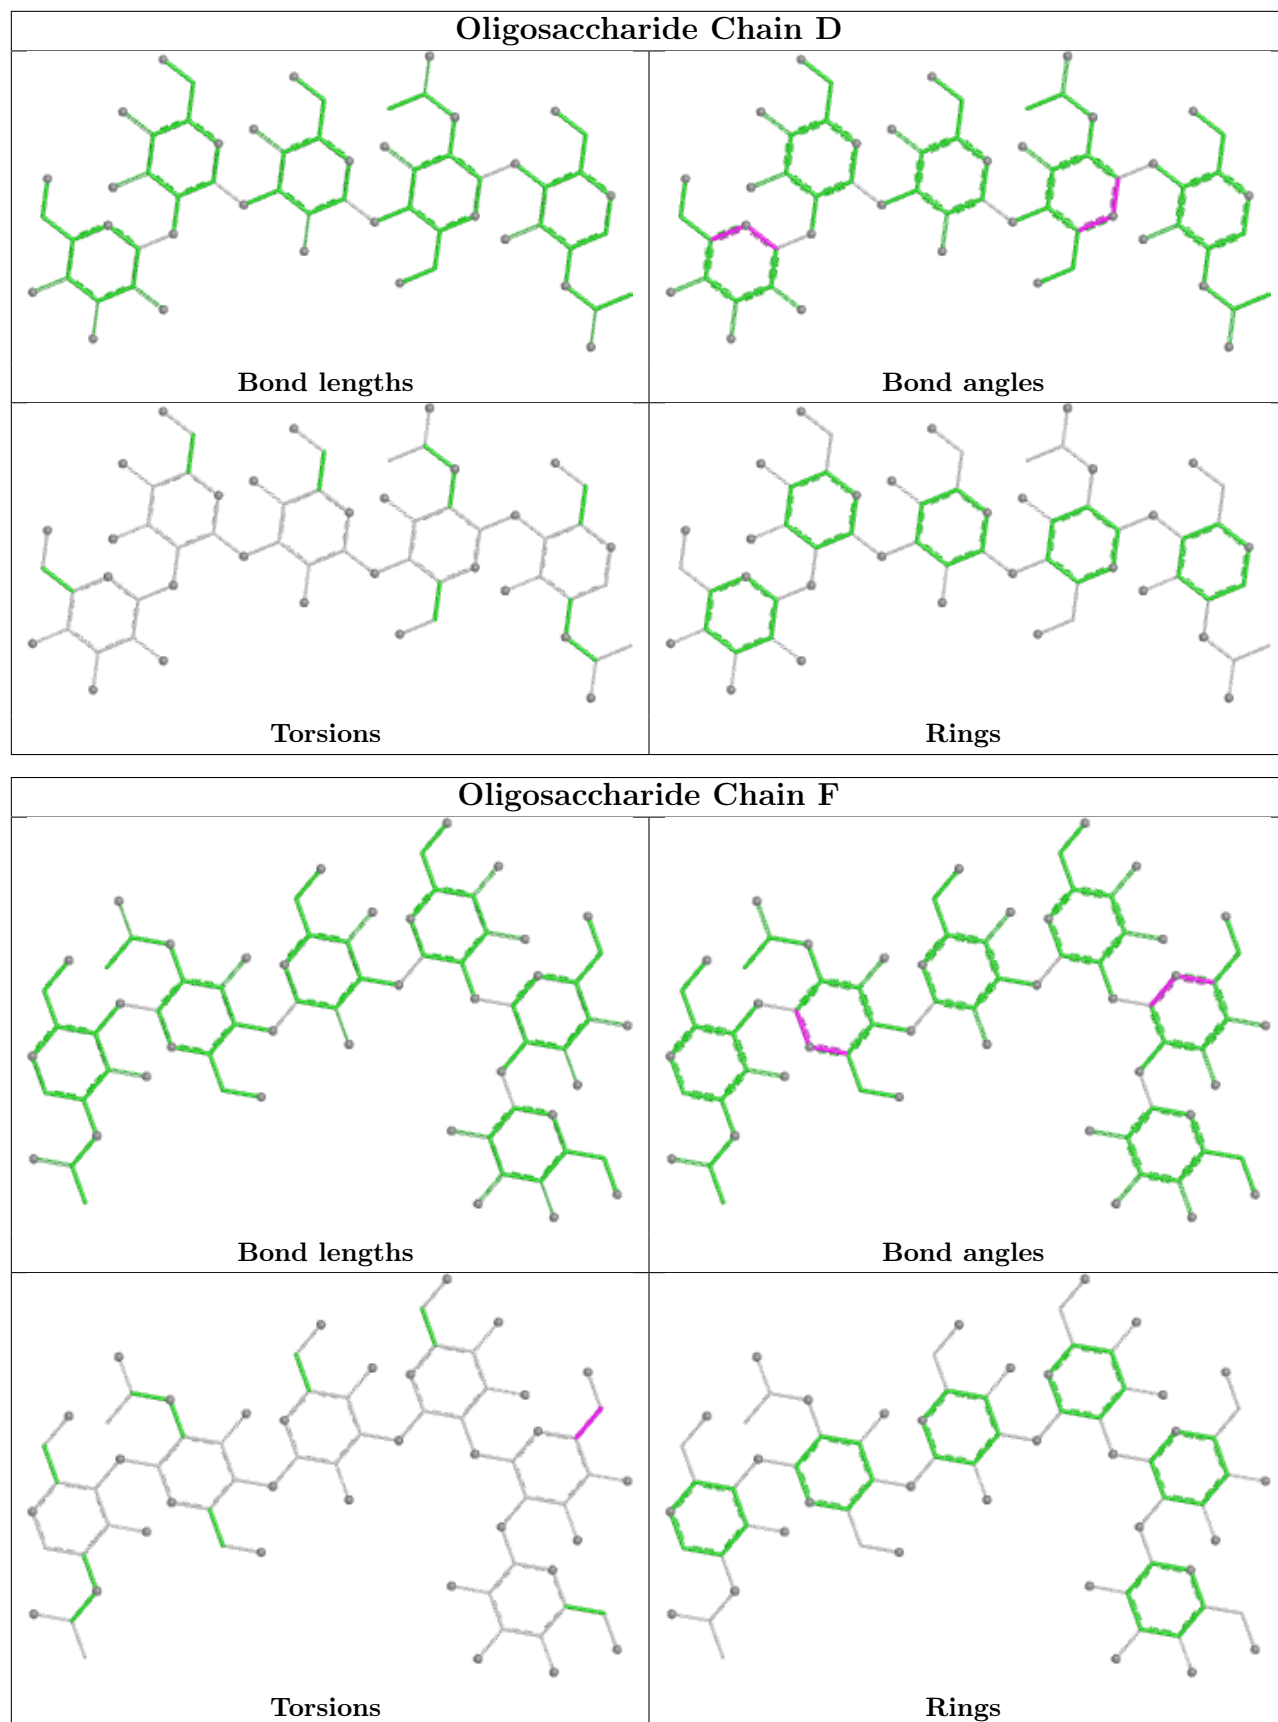 Oligosaccharide Chain D
Bond lengths
Bond angles
Torsions
Rings
Oligosaccharide Chain F
Bond lengths
Bond angles
Torsions
Rings